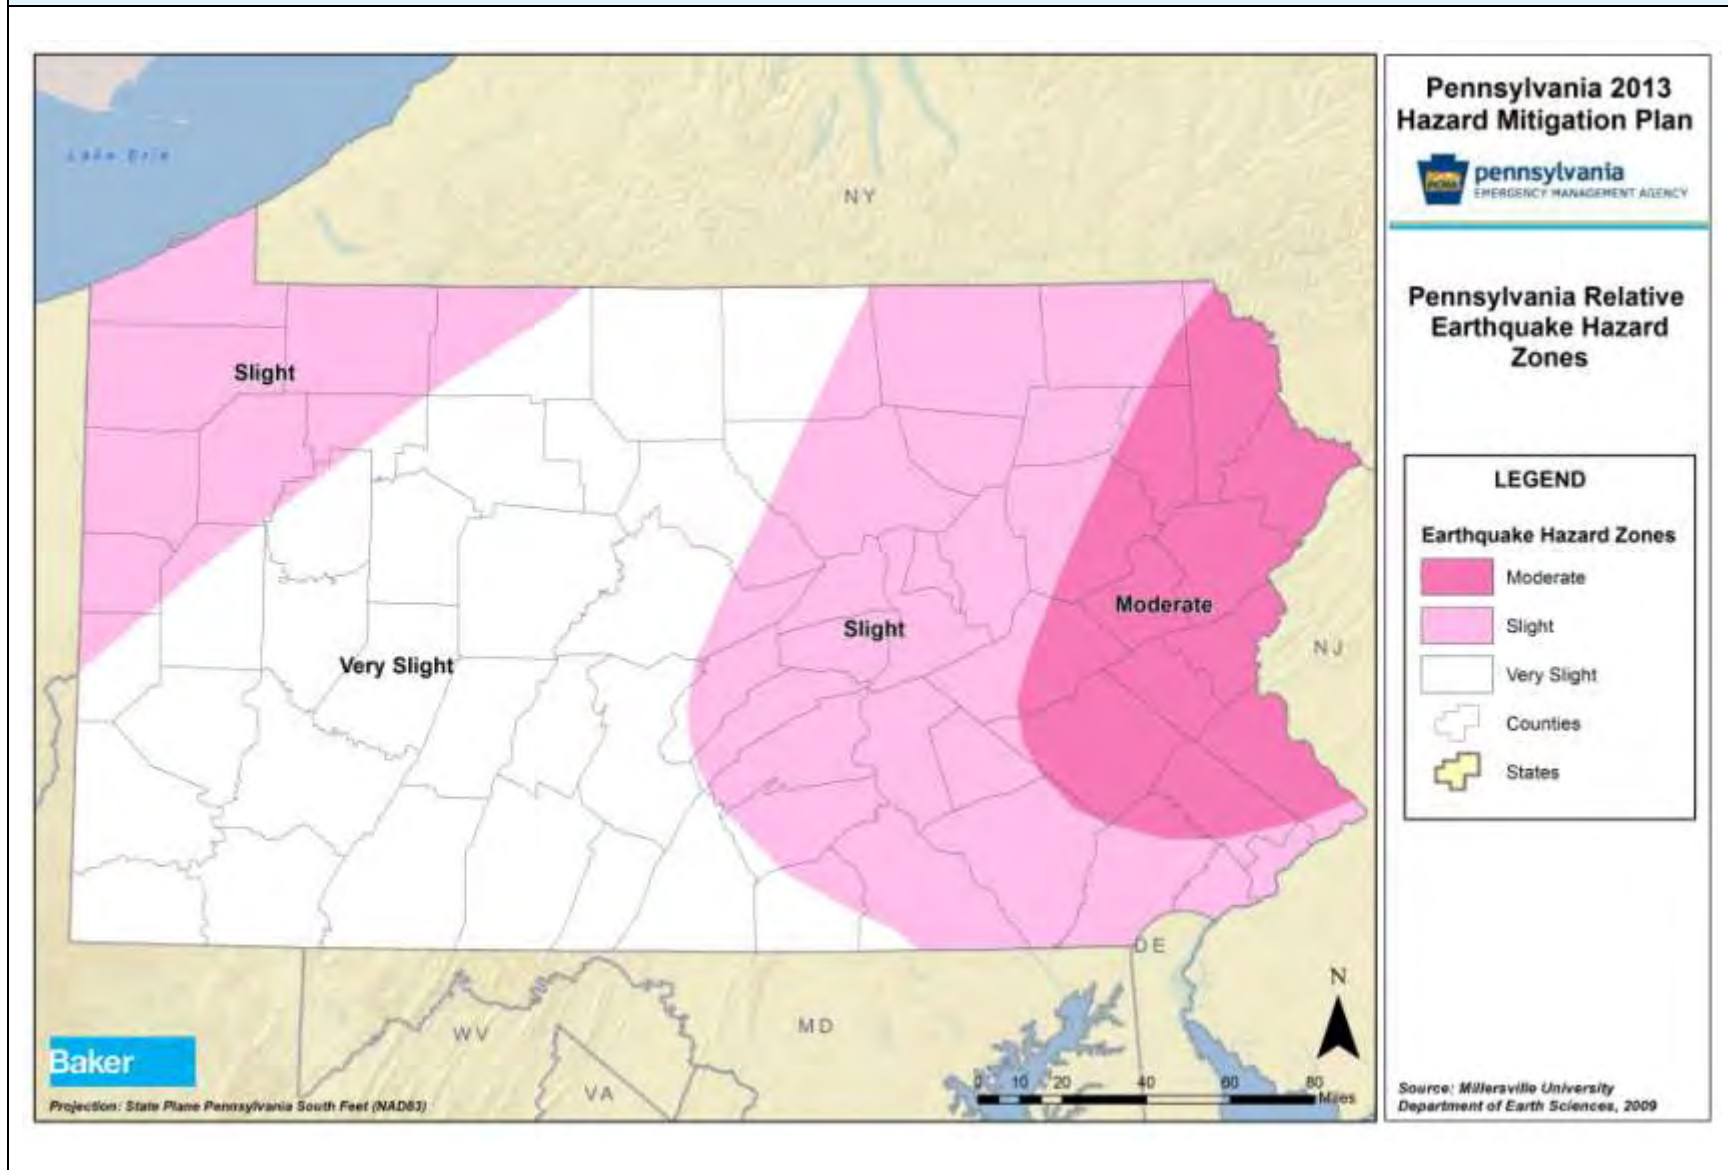 Lake Erie
NY
Slight
Very Slight
Slight
Moderate
NJ
DE
WV
MD
VA
Baker
Projection: State Plane Pennsylvania South Feet (NAD83)
N
0 10 20 40 60 80
Miles
Pennsylvania 2013
Hazard Mitigation Plan
PEMA
pennsylvania
EMERGENCY MANAGEMENT AGENCY
Pennsylvania Relative
Earthquake Hazard
Zones
LEGEND
Earthquake Hazard Zones
Moderate
Slight
Very Slight
Counties
States
Source: Millersville University
Department of Earth Sciences, 2009